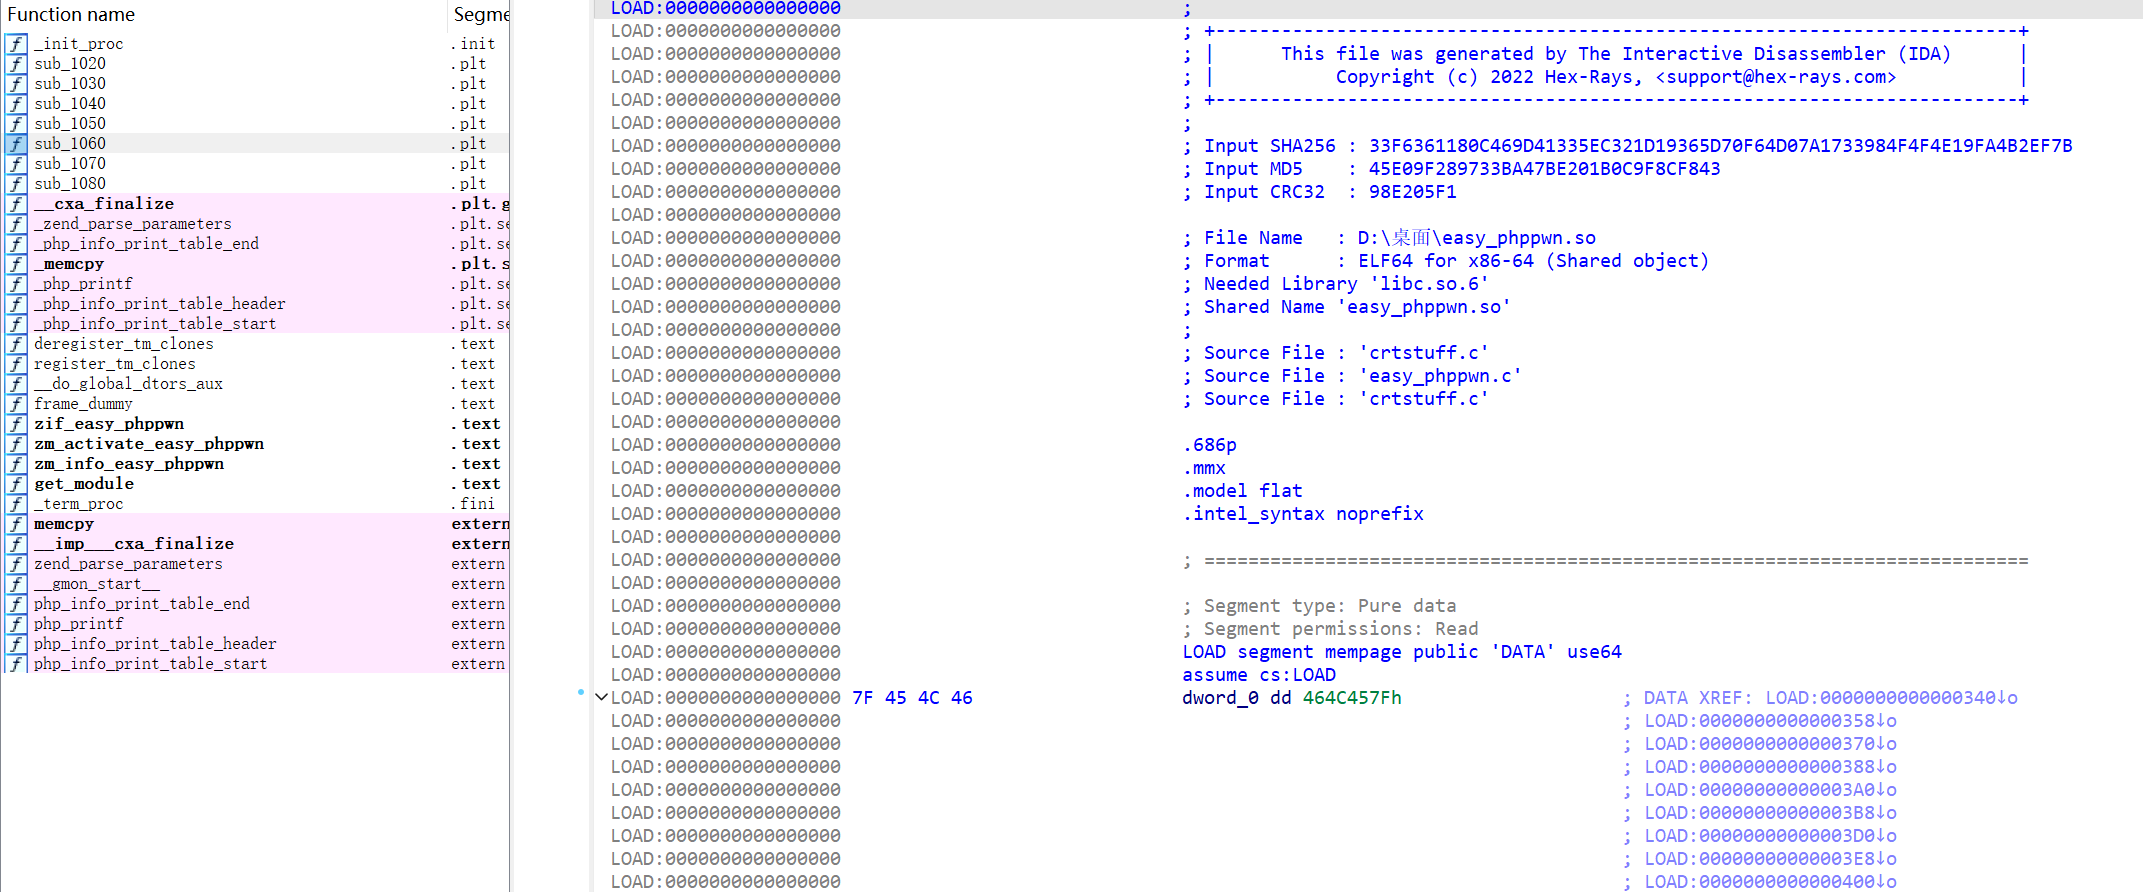 Function name Segme
_init_proc .init
sub_1020 .plt
sub_1030 .plt
sub_1040 .plt
sub_1050 .plt
sub_1060 .plt
sub_1070 .plt
sub_1080 .plt
__cxa_finalize .plt.g
_zend_parse_parameters .plt.se
_php_info_print_table_end .plt.se
_memcpy .plt.s
_php_printf .plt.se
_php_info_print_table_header .plt.se
_php_info_print_table_start .plt.se
deregister_tm_clones .text
register_tm_clones .text
__do_global_dtors_aux .text
frame_dummy .text
zif_easy_phppwn .text
zm_activate_easy_phppwn .text
zm_info_easy_phppwn .text
get_module .text
_term_proc .fini
memcpy extern
__imp___cxa_finalize extern
zend_parse_parameters extern
__gmon_start__ extern
php_info_print_table_end extern
php_printf extern
php_info_print_table_header extern
php_info_print_table_start extern
LOAD:0000000000000000 ;
LOAD:0000000000000000 ; +-------------------------------------------------------------------------+
LOAD:0000000000000000 ; | This file was generated by The Interactive Disassembler (IDA) |
LOAD:0000000000000000 ; | Copyright (c) 2022 Hex-Rays, <support@hex-rays.com> |
LOAD:0000000000000000 ; +-------------------------------------------------------------------------+
LOAD:0000000000000000 ;
LOAD:0000000000000000 ; Input SHA256 : 33F6361180C469D41335EC321D19365D70F64D07A1733984F4F4E19FA4B2EF7B
LOAD:0000000000000000 ; Input MD5 : 45E09F289733BA47BE201B0C9F8CF843
LOAD:0000000000000000 ; Input CRC32 : 98E205F1
LOAD:0000000000000000
LOAD:0000000000000000 ; File Name : D:\桌面\easy_phppwn.so
LOAD:0000000000000000 ; Format : ELF64 for x86-64 (Shared object)
LOAD:0000000000000000 ; Needed Library 'libc.so.6'
LOAD:0000000000000000 ; Shared Name 'easy_phppwn.so'
LOAD:0000000000000000 ;
LOAD:0000000000000000 ; Source File : 'crtstuff.c'
LOAD:0000000000000000 ; Source File : 'easy_phppwn.c'
LOAD:0000000000000000 ; Source File : 'crtstuff.c'
LOAD:0000000000000000
LOAD:0000000000000000 .686p
LOAD:0000000000000000 .mmx
LOAD:0000000000000000 .model flat
LOAD:0000000000000000 .intel_syntax noprefix
LOAD:0000000000000000
LOAD:0000000000000000 ; ===========================================================================
LOAD:0000000000000000
LOAD:0000000000000000 ; Segment type: Pure data
LOAD:0000000000000000 ; Segment permissions: Read
LOAD:0000000000000000 LOAD segment mempage public 'DATA' use64
LOAD:0000000000000000 assume cs:LOAD
LOAD:0000000000000000 7F 45 4C 46 dword_0 dd 464C457Fh ; DATA XREF: LOAD:0000000000000340↓o
LOAD:0000000000000000 ; LOAD:0000000000000358↓o
LOAD:0000000000000000 ; LOAD:0000000000000370↓o
LOAD:0000000000000000 ; LOAD:0000000000000388↓o
LOAD:0000000000000000 ; LOAD:00000000000003A0↓o
LOAD:0000000000000000 ; LOAD:00000000000003B8↓o
LOAD:0000000000000000 ; LOAD:00000000000003D0↓o
LOAD:0000000000000000 ; LOAD:00000000000003E8↓o
LOAD:0000000000000000 ; LOAD:0000000000000400↓o